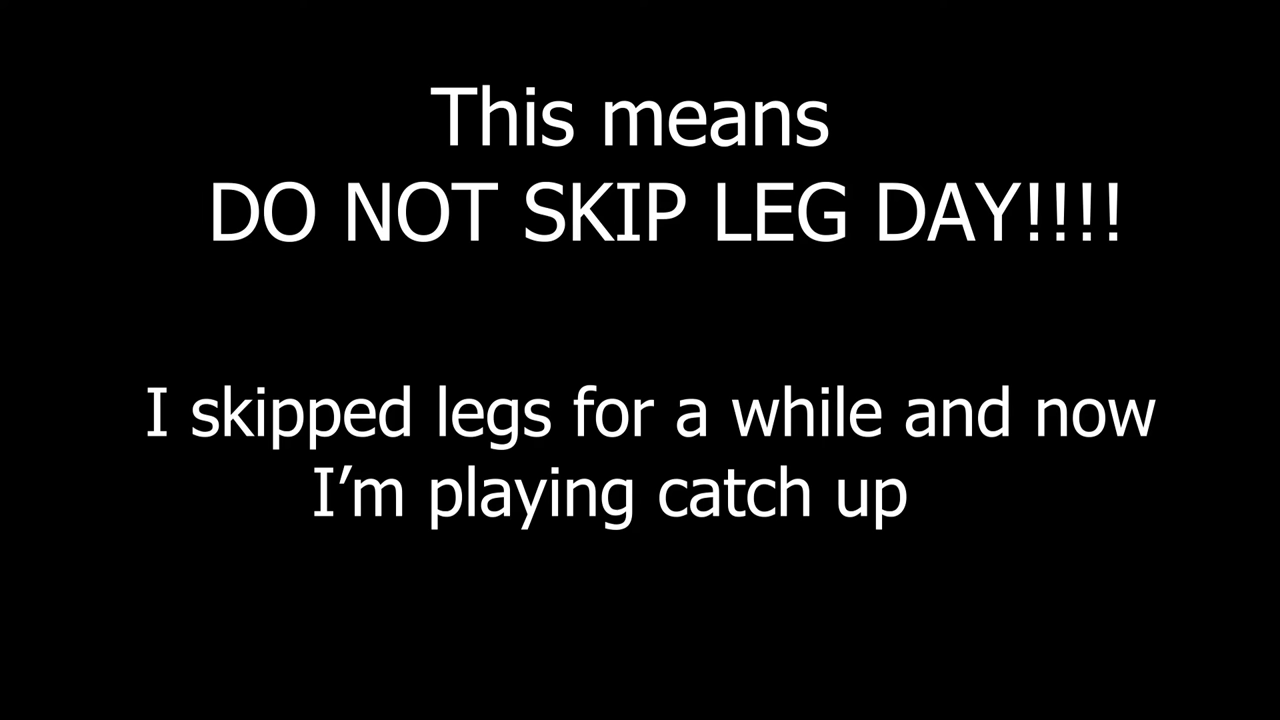 This means
DO NOT SKIP LEG DAY!!!!
I skipped legs for a while and now
I’m playing catch up